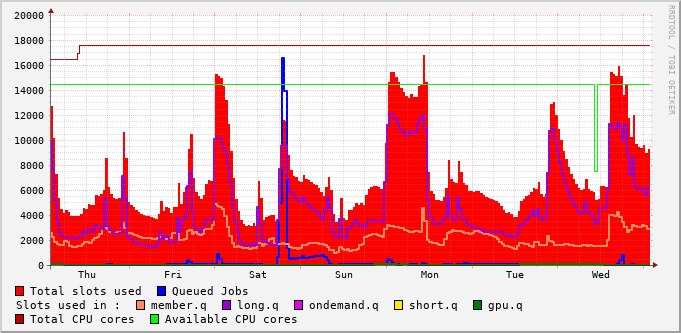 20000
18000
16000
14000
12000
10000
8000
6000
4000
2000
0
Thu Fri Sat Sun Mon Tue Wed
RRDTOOL / TOBI OETIKER
Total slots used Queued Jobs
Slots used in : member.q long.q ondemand.q short.q gpu.q
Total CPU cores Available CPU cores